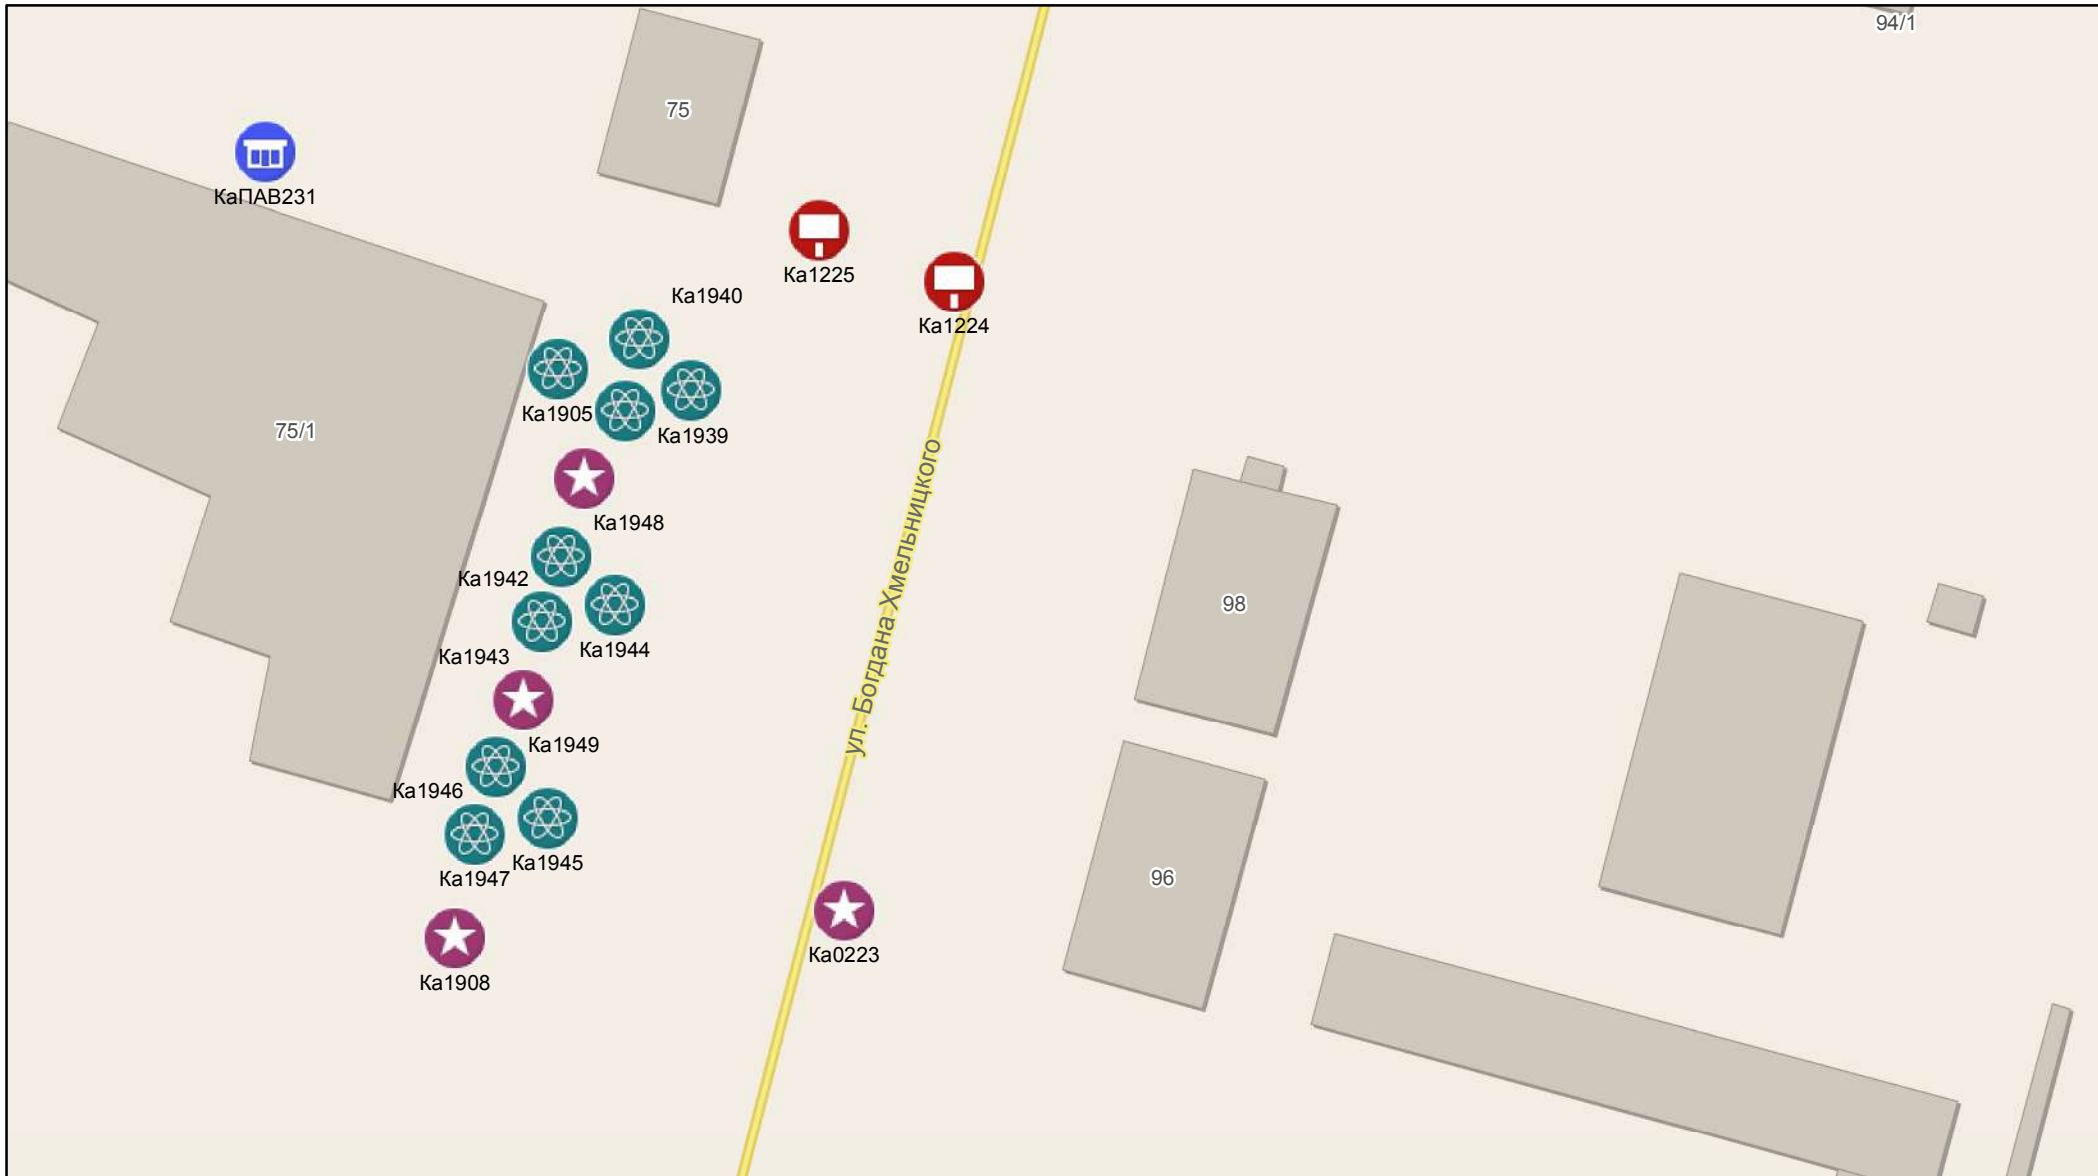 94/1
75
КаПАВ231
Ка1225
Ка1940
Ка1224
Ка1905
Ка1939
75/1
ул. Богдана Хмельницкого
Ка1948
Ка1942
98
Ка1944
Ка1943
Ка1949
Ка1946
Ка1945
Ка1947
96
Ка0223
Ка1908